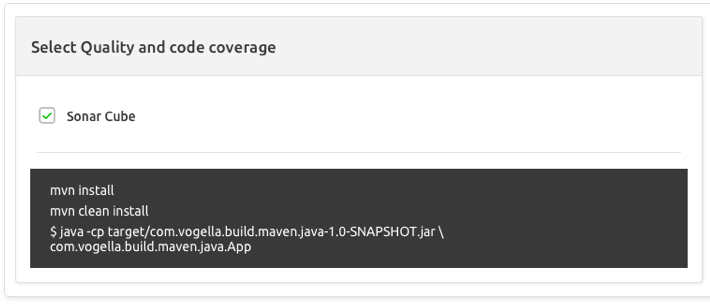 Select Quality and code coverage
Sonar Cube
mvn install
mvn clean install
$ java -cp target/com.vogella.build.maven.java-1.0-SNAPSHOT.jar \
com.vogella.build.maven.java.App